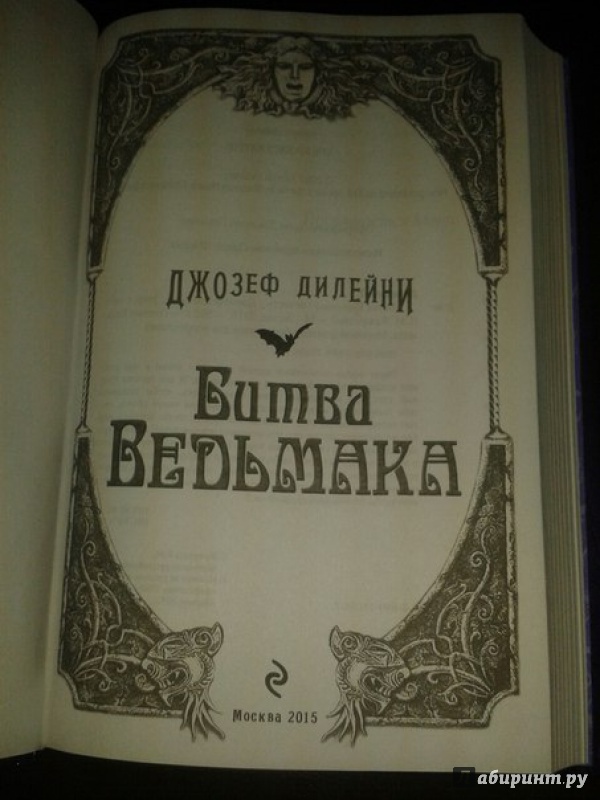 ДЖОЗЕФ ДИЛЕЙНИ
Битва
ВЕДЬМАКА
Москва 2015
Лабиринт.ру